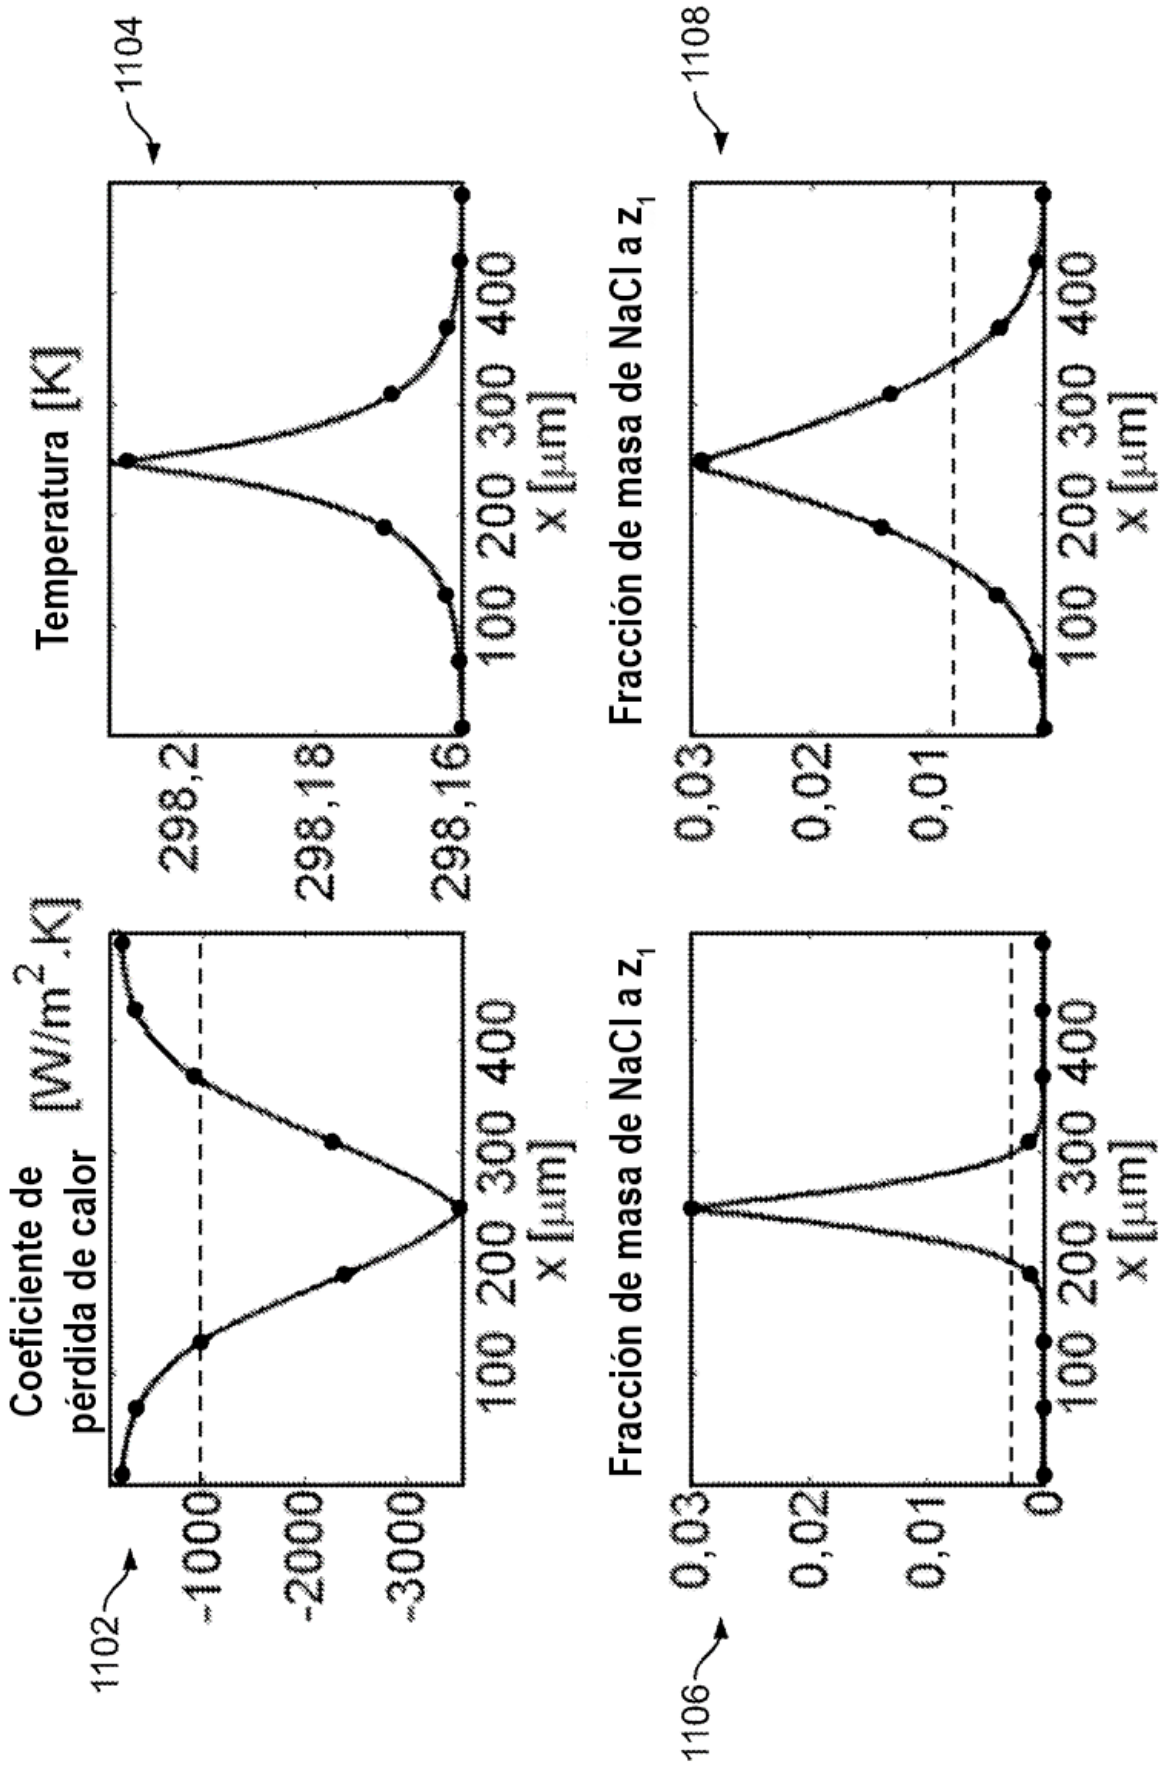 1102
Coeficiente de
pérdida de calor
[W/m².K]
-1000
-2000
-3000
100 200 300 400
x [μm]
1104
Temperatura [K]
298,2
298,18
298,16
100 200 300 400
x [μm]
1106
Fracción de masa de NaCl a z₁
0,03
0,02
0,01
0
100 200 300 400
x [μm]
1108
Fracción de masa de NaCl a z₁
0,03
0,02
0,01
100 200 300 400
x [μm]